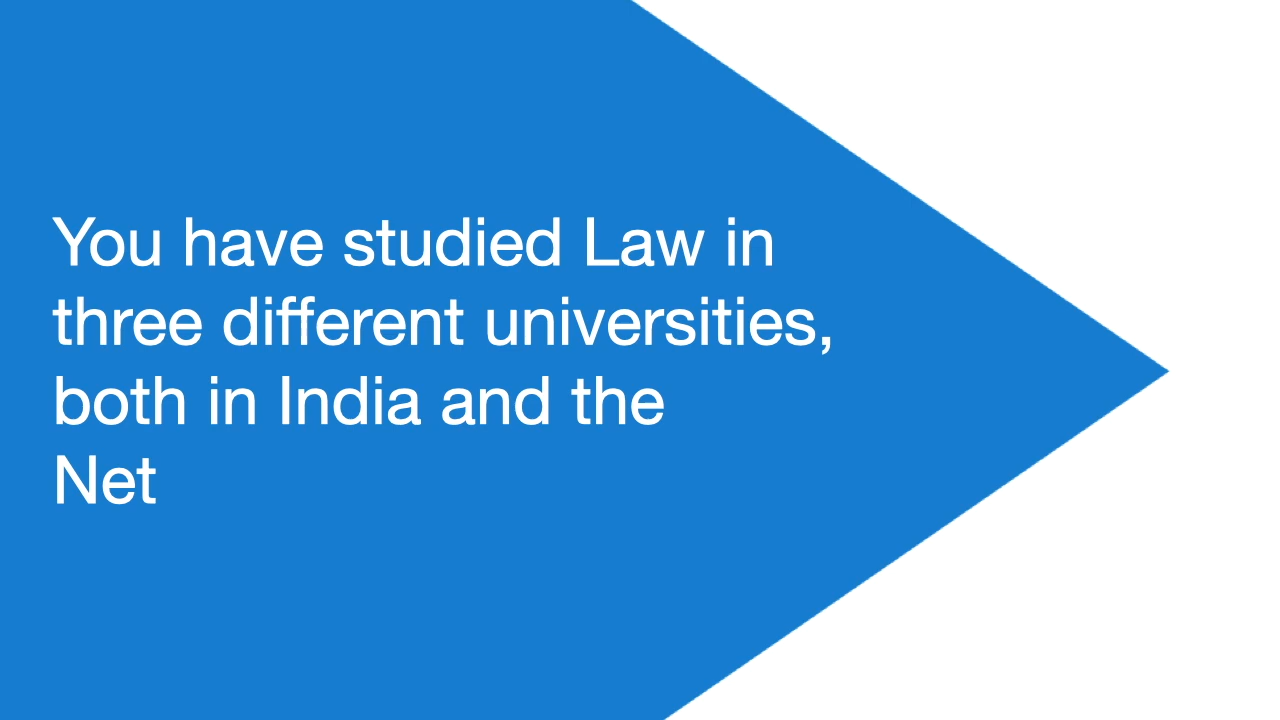 You have studied Law in
three different universities,
both in India and the
Net